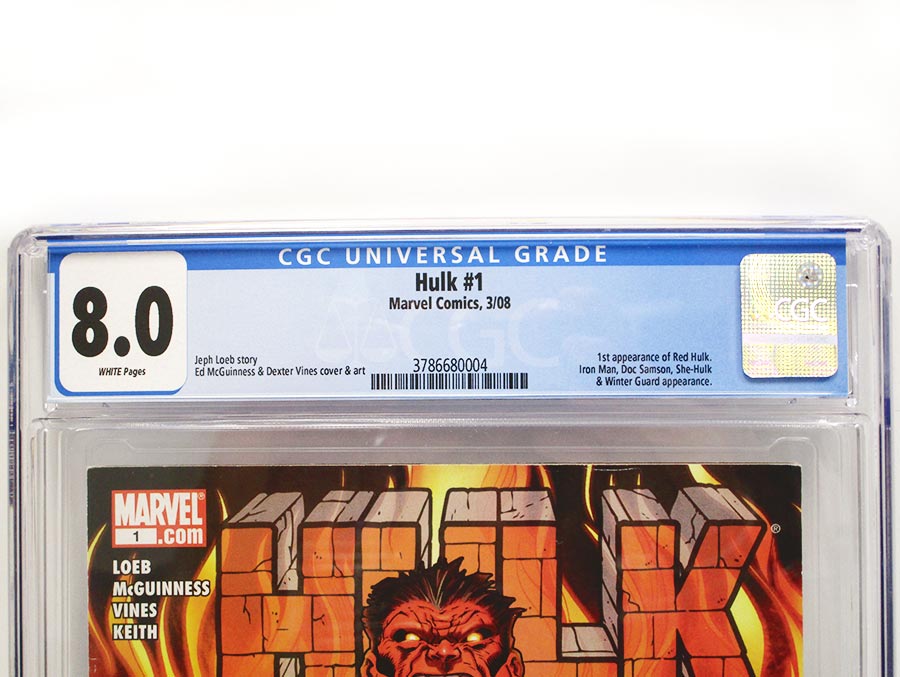 CGC UNIVERSAL GRADE
8.0
WHITE Pages
Hulk #1
Marvel Comics, 3/08
Jeph Loeb story
Ed McGuinness & Dexter Vines cover & art
CGC
3786680004
1st appearance of Red Hulk.
Iron Man, Doc Samson, She-Hulk
& Winter Guard appearance.
CGC
MARVEL®
1 .com
LOEB
McGUINNESS
VINES
KEITH
HULK®